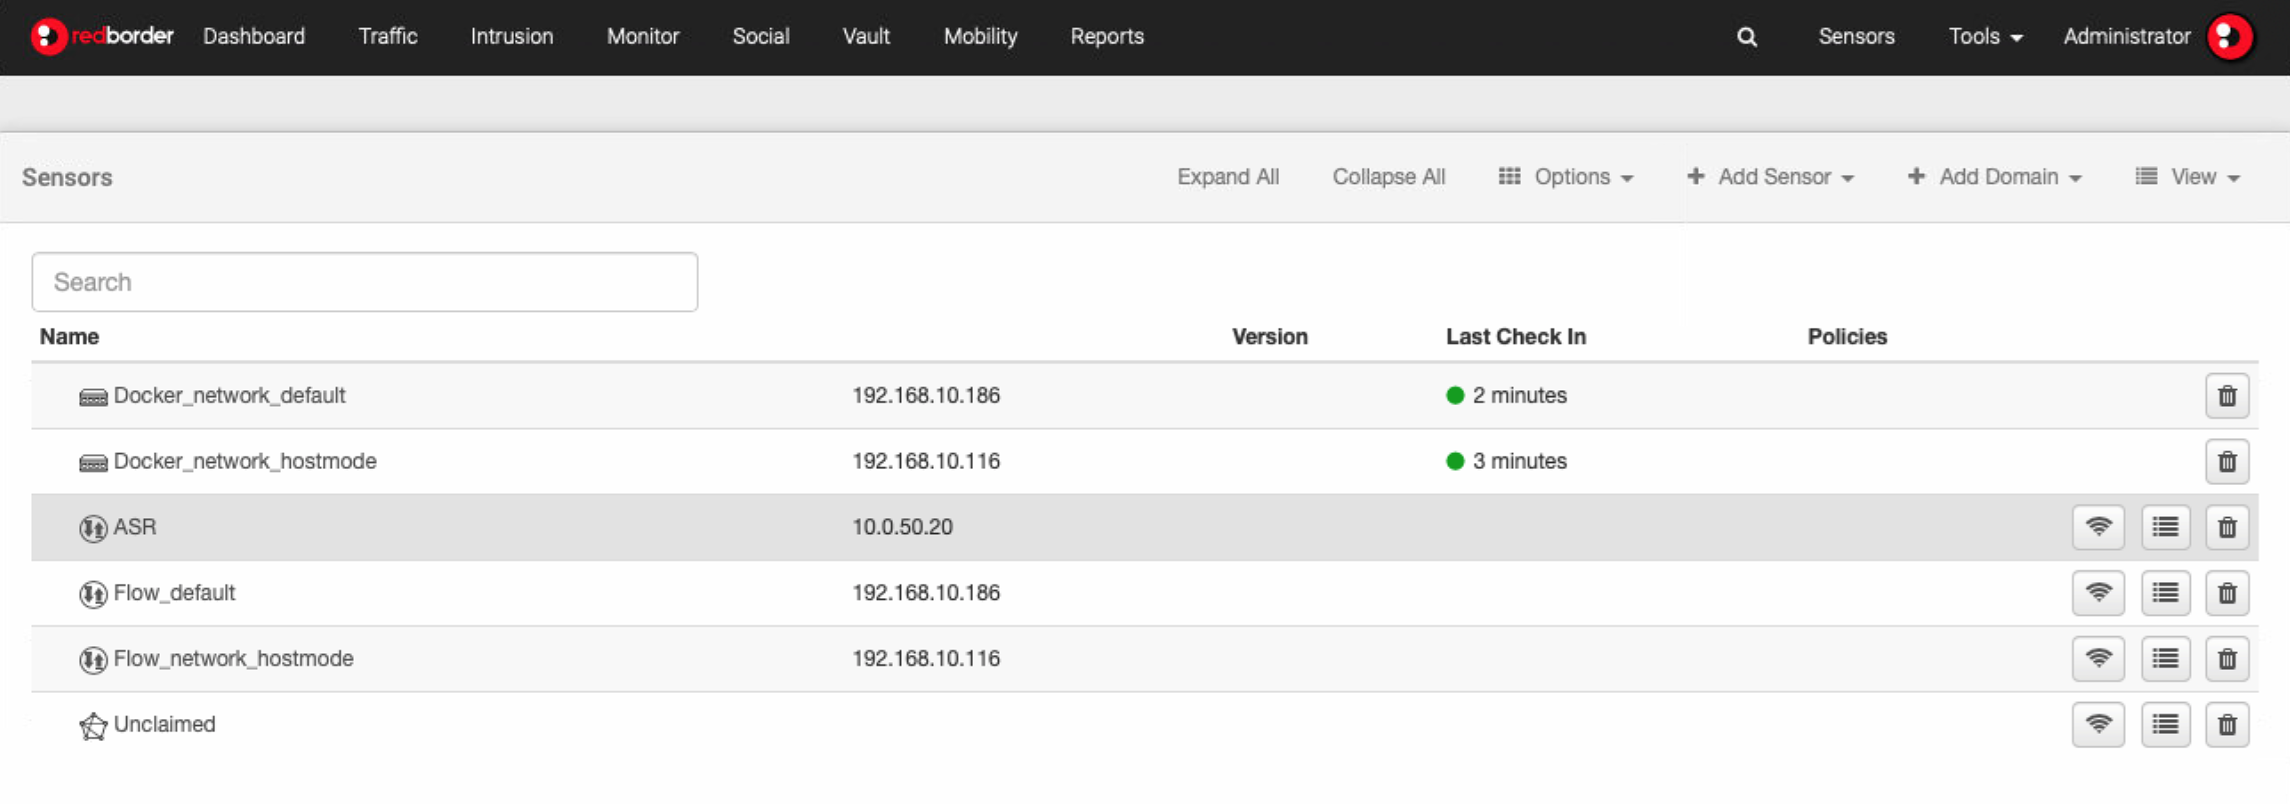 redborder Dashboard Traffic Intrusion Monitor Social Vault Mobility Reports Sensors Tools Administrator
Sensors Expand All Collapse All Options + Add Sensor + Add Domain View
Search
Name Version Last Check In Policies
Docker_network_default 192.168.10.186 2 minutes
Docker_network_hostmode 192.168.10.116 3 minutes
ASR 10.0.50.20
Flow_default 192.168.10.186
Flow_network_hostmode 192.168.10.116
Unclaimed